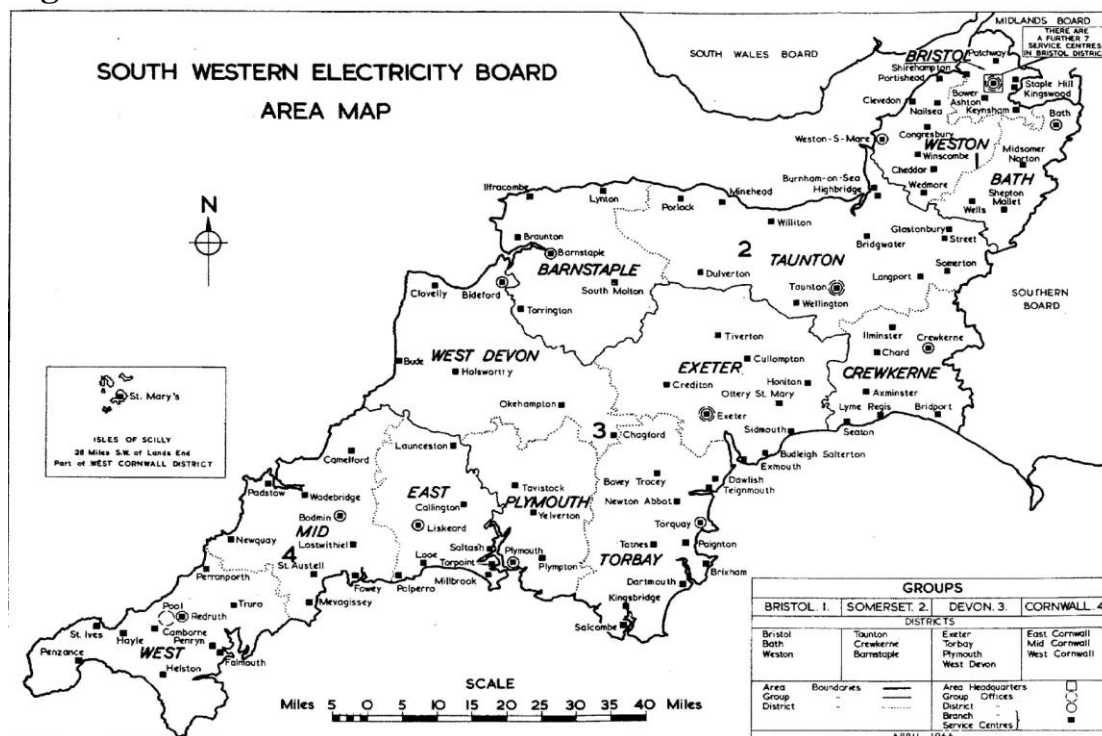 SOUTH WESTERN ELECTRICITY BOARD
AREA MAP
SOUTH WALES BOARD
MIDLANDS BOARD
THERE ARE
A FURTHER 7
SERVICE CENTRES
IN BRISTOL DISTRICT
BRISTOL
Patchway
Shirehampton
Portishead
Staple Hill
Kingswood
Bower
Ashton
Clevedon
Nailsea
Keynsham
Bath
Congresbury
Weston-S-Mare
WESTON
1
Winscombe
Midsomer
Norton
Cheddar
BATH
Burnham-on-Sea
Highbridge
Wedmore
Shepton
Mallet
Wells
Ilfracombe
Lynton
Porlock
Minehead
Williton
Glastonbury
Street
N
Braunton
Barnstaple
2
Bridgwater
BARNSTAPLE
TAUNTON
Somerton
Dulverton
Langport
Clovelly
Bideford
South Molton
Taunton
SOUTHERN
BOARD
Torrington
Wellington
Tiverton
Ilminster
Crewkerne
WEST DEVON
Bude
Holsworthy
EXETER
Cullompton
Chard
CREWKERNE
Crediton
Honiton
Ottery St. Mary
Axminster
St. Mary's
Okehampton
Exeter
Lyme Regis
Bridport
ISLES OF SCILLY
28 Miles S.W. of Lands End
Part of WEST CORNWALL DISTRICT
Launceston
3
Chagford
Sidmouth
Seaton
Camelford
Budleigh Salterton
Exmouth
Padstow
Wadebridge
EAST
Callington
Tavistock
PLYMOUTH
Yelverton
Bovey Tracey
Newton Abbot
Dawlish
Teignmouth
Bodmin
MID
Liskeard
Torquay
Newquay
Lostwithiel
4
Saltash
Torpoint
Plymouth
Totnes
Paignton
Perranporth
St. Austell
Looe
Millbrook
Plympton
TORBAY
Brixham
Fowey
Polperro
Dartmouth
Pool
Redruth
Truro
Mevagissey
Kingsbridge
St. Ives
Hayle
Camborne
Penryn
Salcombe
Penzance
WEST
Falmouth
Helston
SCALE
Miles 5 0 5 10 15 20 25 30 35 40 Miles
GROUPS
BRISTOL. 1. SOMERSET. 2. DEVON. 3. CORNWALL. 4.
DISTRICTS
Bristol Taunton Exeter East Cornwall
Bath Crewkerne Torbay Mid Cornwall
Weston Barnstaple Plymouth West Cornwall
West Devon
Area Boundaries Area Headquarters
Group " Group Offices
District " District "
Branch
Service Centres
APRIL 1966